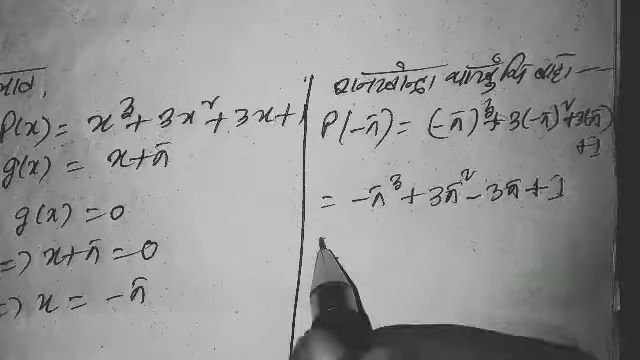 P(x) = x³ + 3x² + 3x + 1
g(x) = x + π
g(x) = 0
=> x + π = 0
=> x = -π
P(-π) = (-π)³ + 3(-π)² + 3(-π)
+1
= -π³ + 3π² - 3π + 1